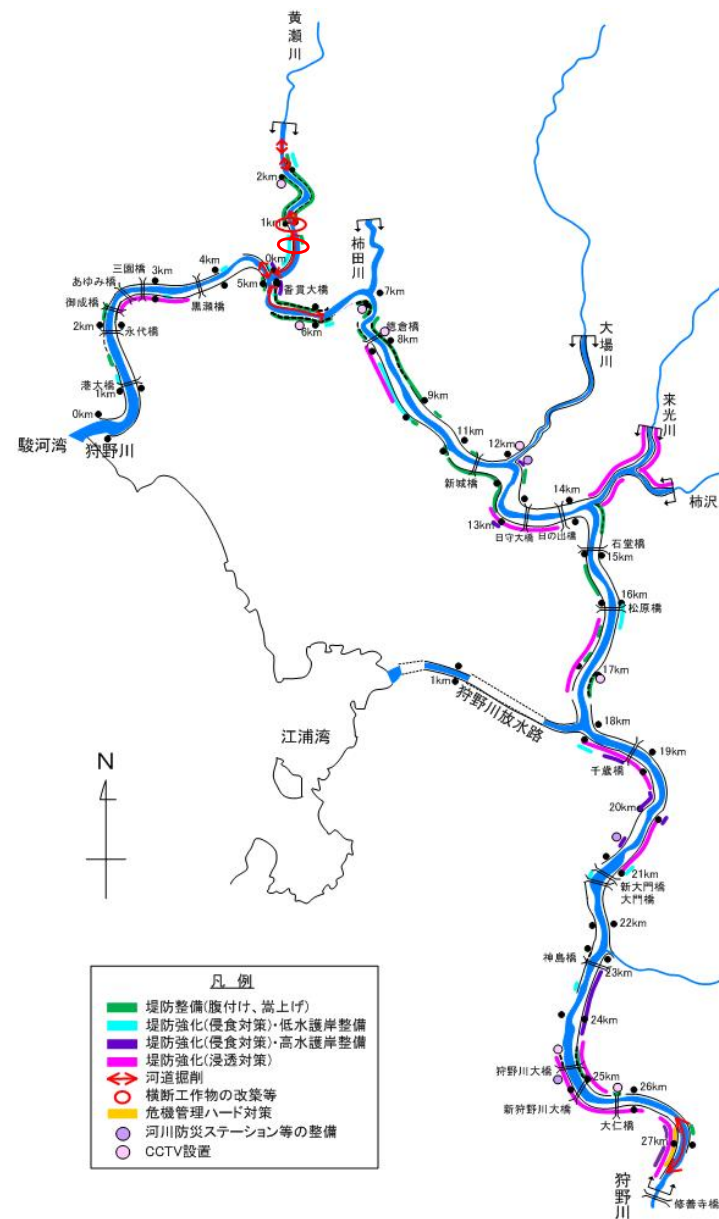 黄瀬川
2km
1km
0km
柿田川
三園橋
3km
4km
あゆみ橋
御成橋
黒瀬橋
5km
香貫大橋
6km
7km
徳倉橋
8km
大場川
2km
永代橋
港大橋
1km
0km
駿河湾
狩野川
9km
11km
12km
新城橋
来光川
柿沢
13km
日守大橋
日の出橋
14km
石堂橋
15km
16km
松原橋
17km
1km
狩野川放水路
江浦湾
18km
19km
千歳橋
20km
21km
新大門橋
大門橋
22km
神島橋
23km
24km
狩野川大橋
25km
新狩野川大橋
26km
大仁橋
27km
狩野川
修善寺橋
N
凡 例
堤防整備(腹付け、嵩上げ)
堤防強化(侵食対策)・低水護岸整備
堤防強化(侵食対策)・高水護岸整備
堤防強化(浸透対策)
河道掘削
横断工作物の改築等
危機管理ハード対策
河川防災ステーション等の整備
CCTV設置